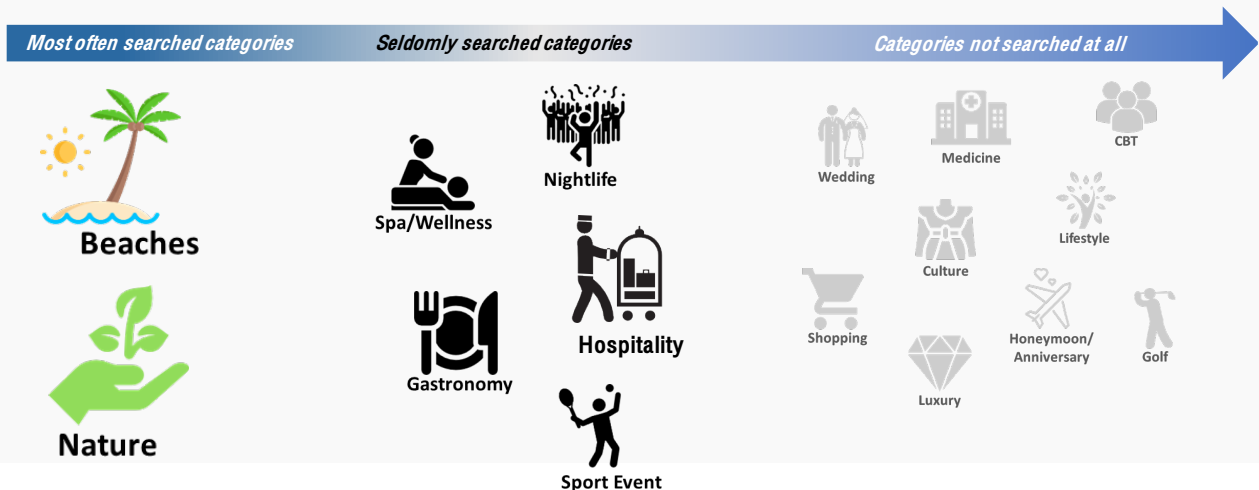 Most often searched categories
Seldomly searched categories
Categories not searched at all
Beaches
Nature
Nightlife
Spa/Wellness
Hospitality
Gastronomy
Sport Event
Wedding
Medicine
CBT
Culture
Lifestyle
Shopping
Honeymoon/
Anniversary
Golf
Luxury